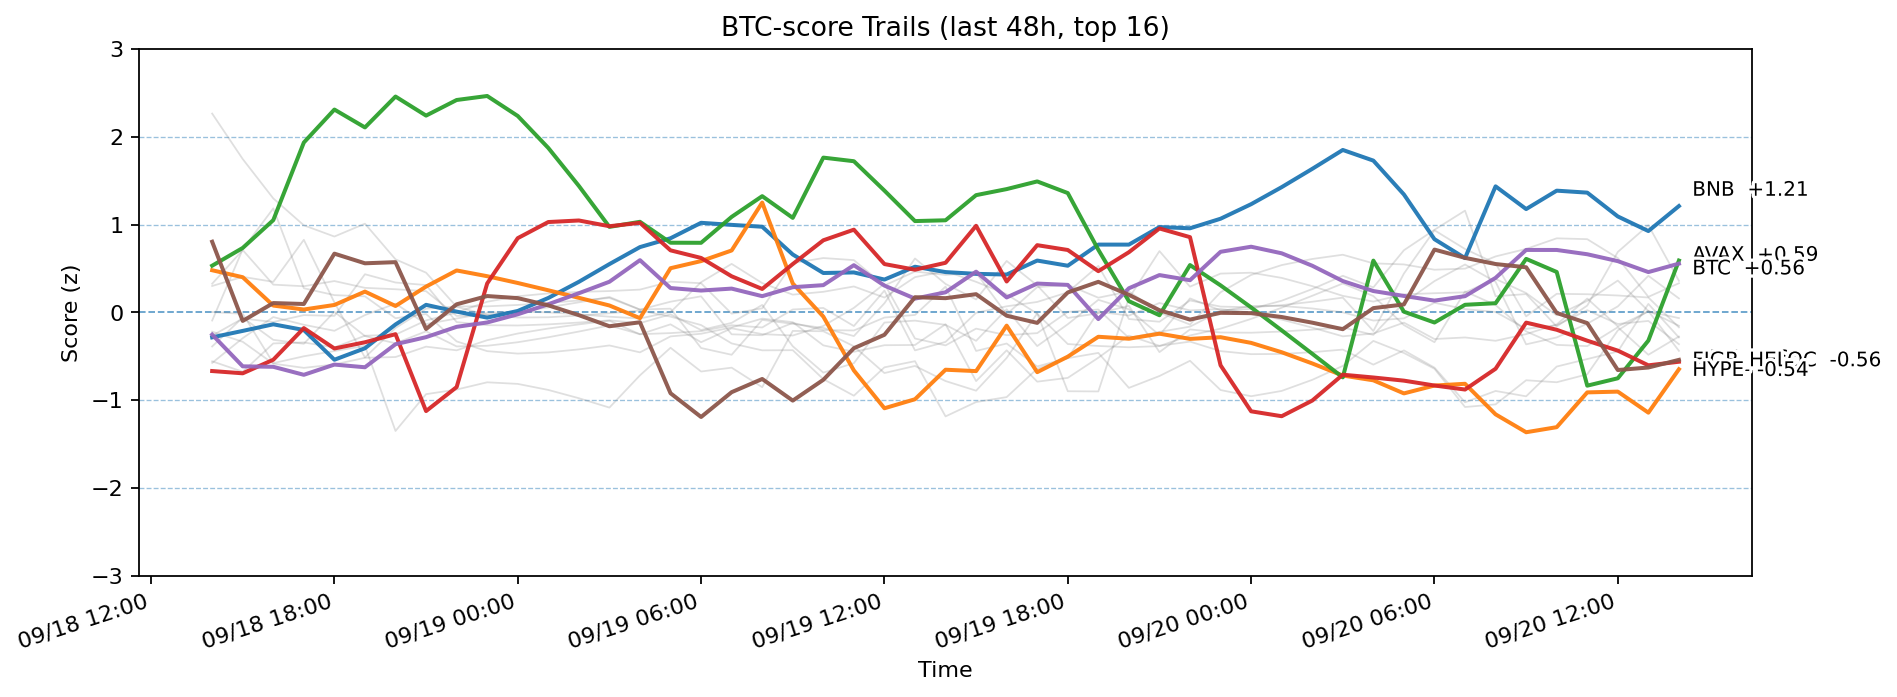 BTC-score Trails (last 48h, top 16)
3
2
1
0
−1
−2
−3
Score (z)
BNB +1.21
AVAX +0.59
BTC +0.56
-0.56
HYPE -0.54
09/18 12:00
09/18 18:00
09/19 00:00
09/19 06:00
09/19 12:00
09/19 18:00
09/20 00:00
09/20 06:00
09/20 12:00
Time